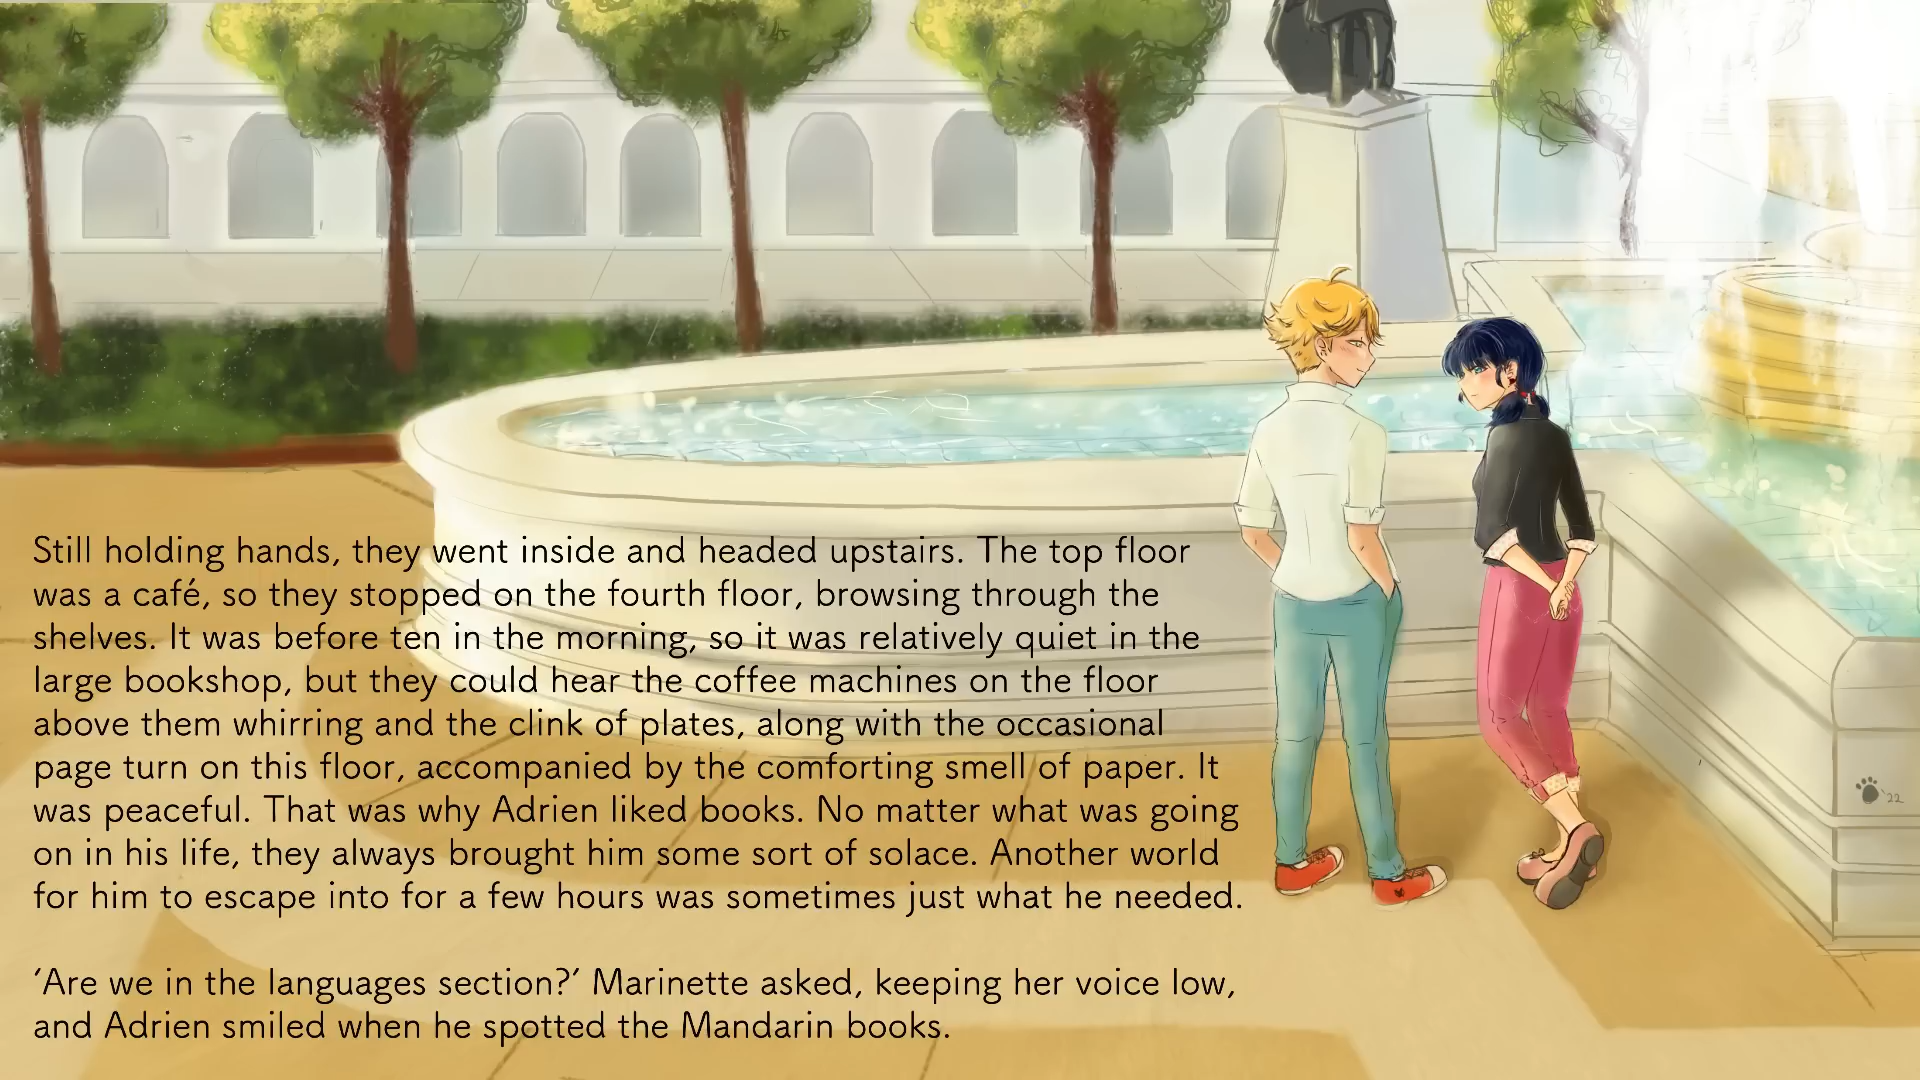 Still holding hands, they went inside and headed upstairs. The top floor
was a café, so they stopped on the fourth floor, browsing through the
shelves. It was before ten in the morning, so it was relatively quiet in the
large bookshop, but they could hear the coffee machines on the floor
above them whirring and the clink of plates, along with the occasional
page turn on this floor, accompanied by the comforting smell of paper. It
was peaceful. That was why Adrien liked books. No matter what was going
on in his life, they always brought him some sort of solace. Another world
for him to escape into for a few hours was sometimes just what he needed.
‘Are we in the languages section?’ Marinette asked, keeping her voice low,
and Adrien smiled when he spotted the Mandarin books.
'22